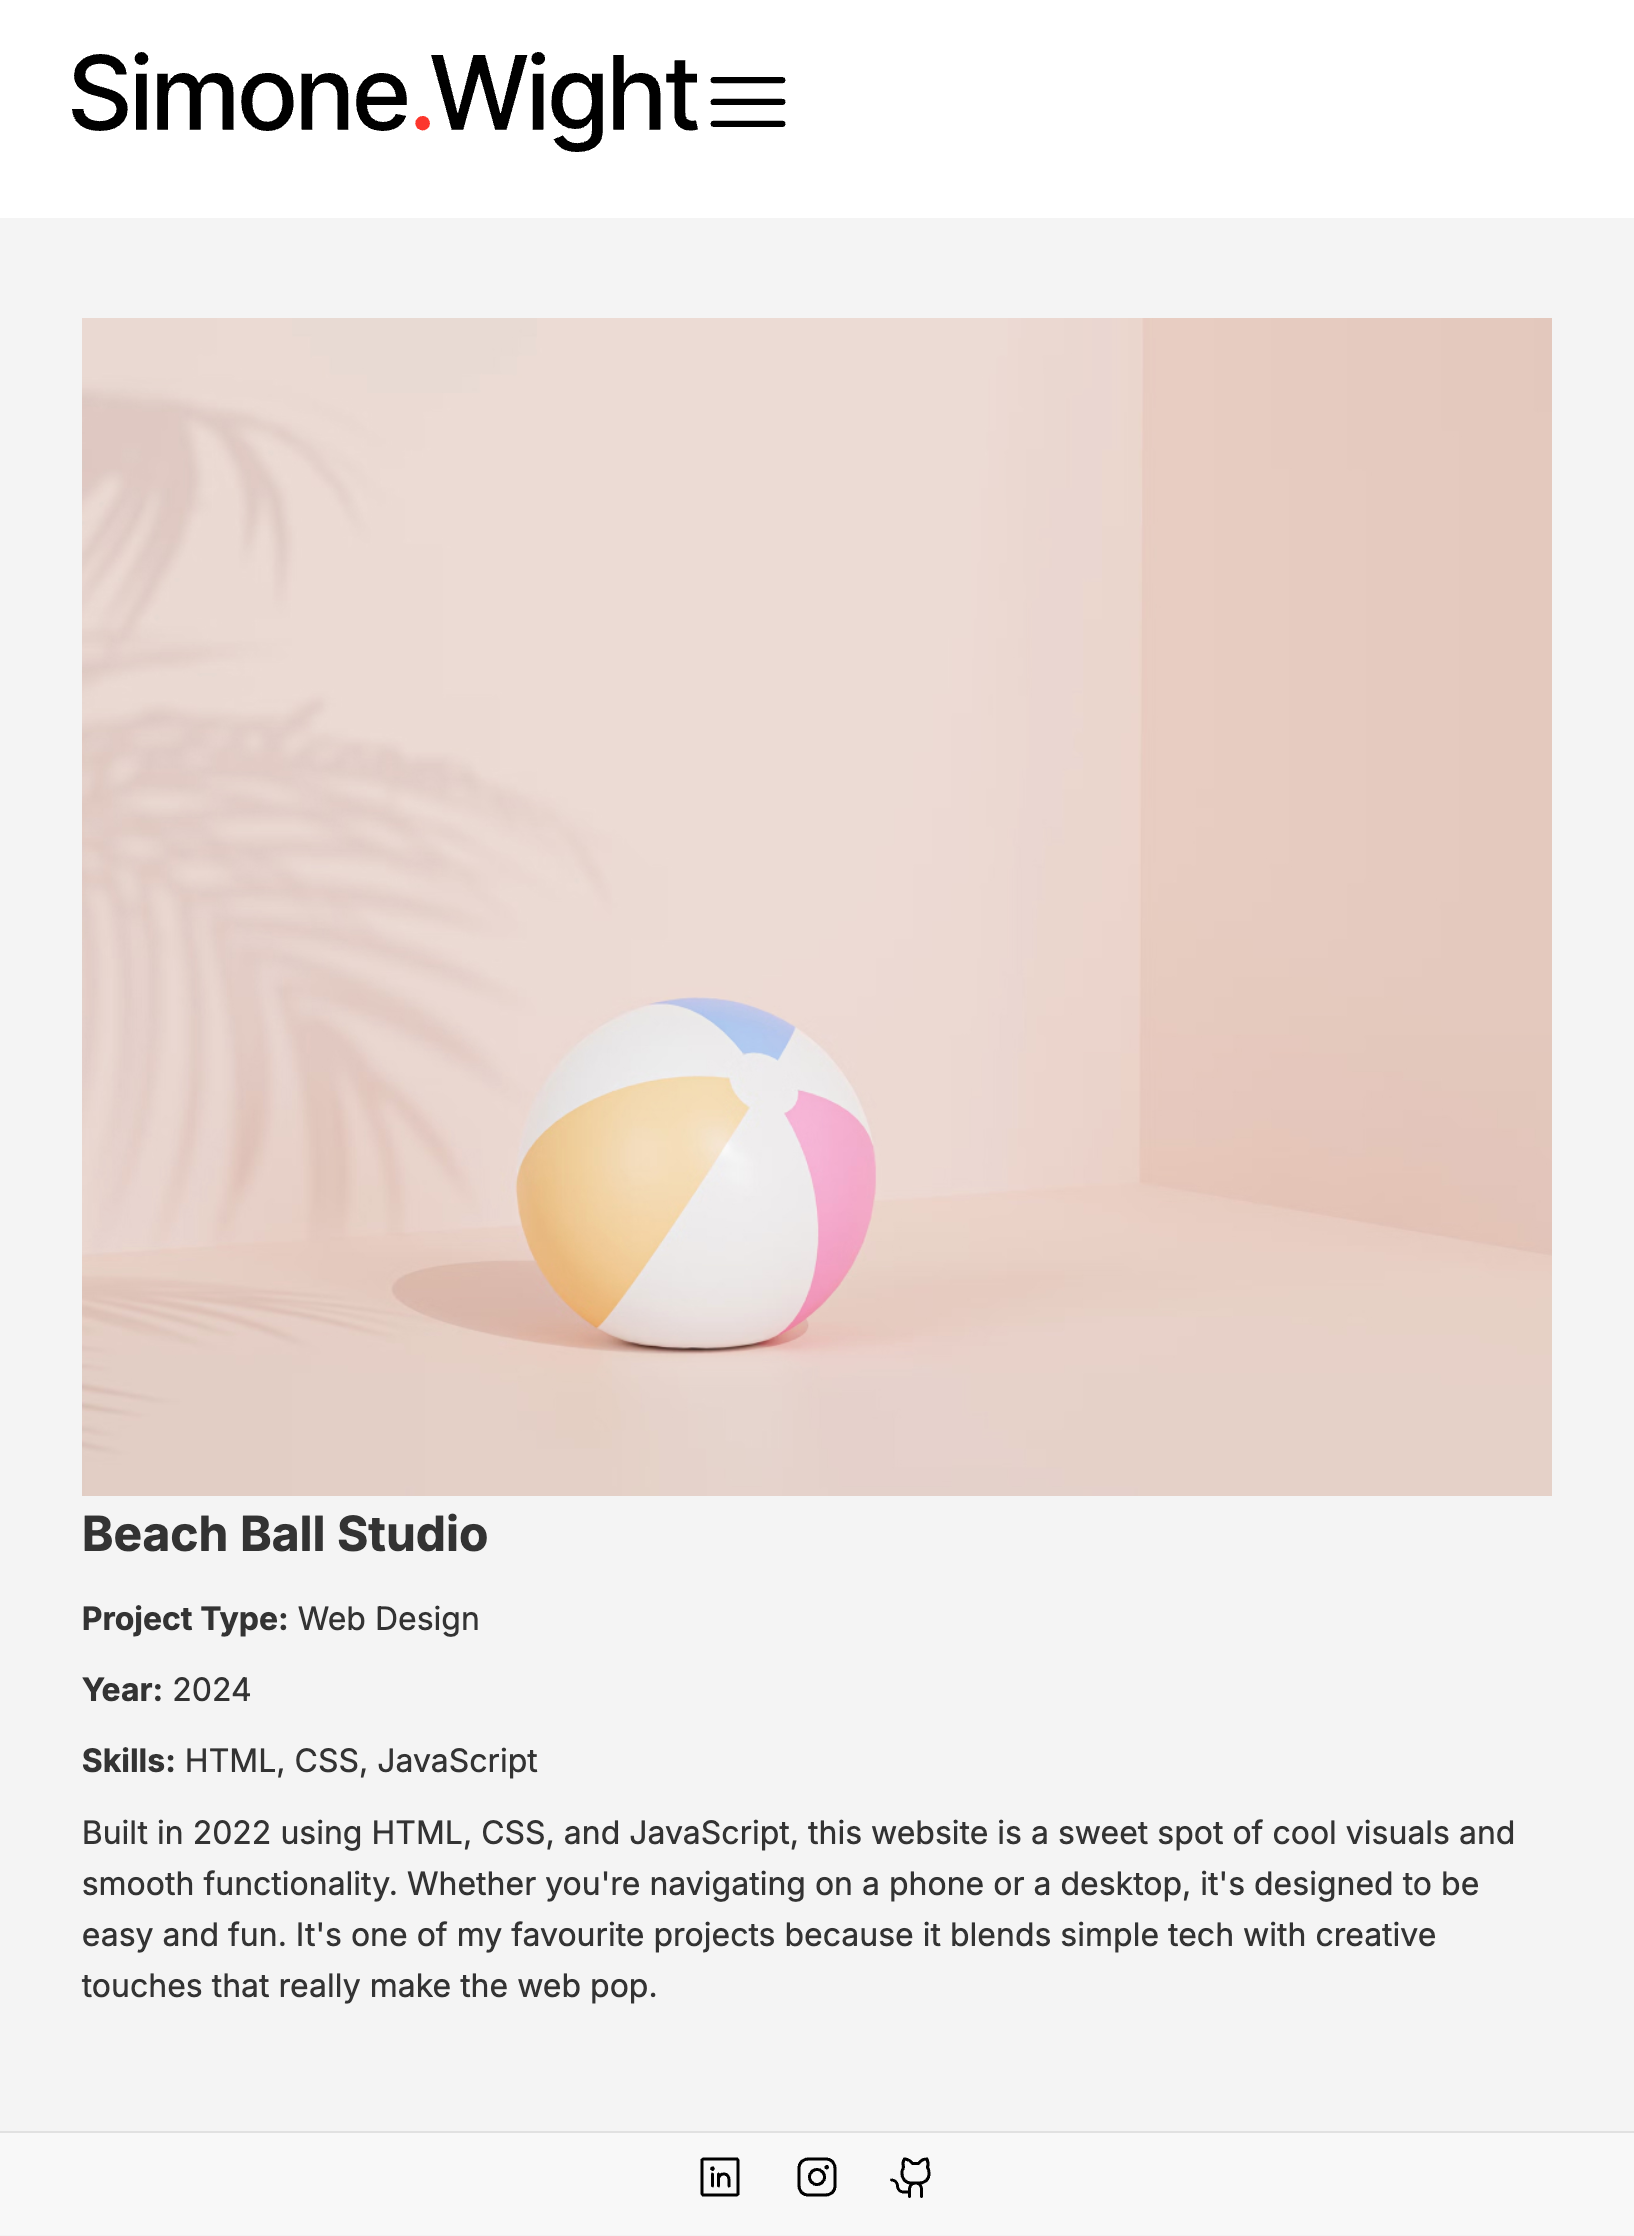 Simone.Wight
Beach Ball Studio
Project Type: Web Design
Year: 2024
Skills: HTML, CSS, JavaScript
Built in 2022 using HTML, CSS, and JavaScript, this website is a sweet spot of cool visuals and
smooth functionality. Whether you're navigating on a phone or a desktop, it's designed to be
easy and fun. It's one of my favourite projects because it blends simple tech with creative
touches that really make the web pop.
in